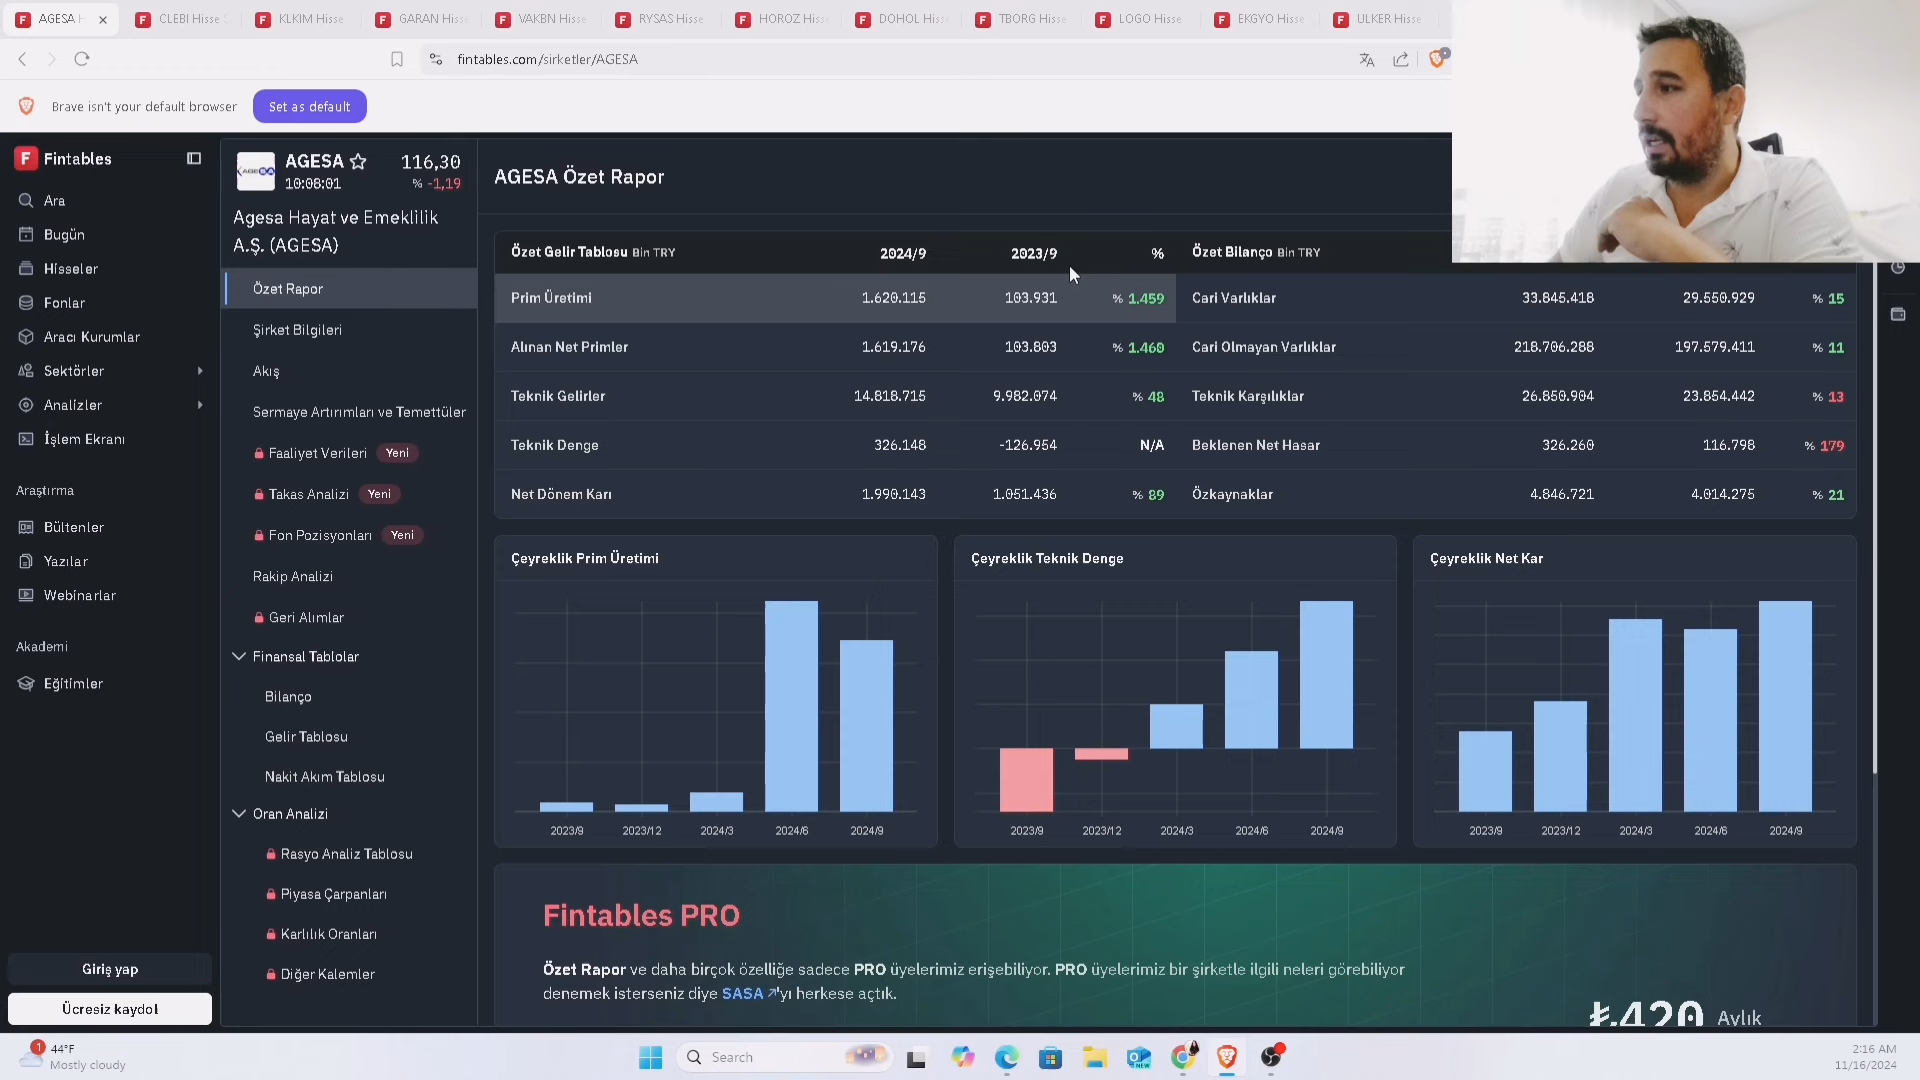 AGESA H
CLEBI Hisse S
KLKIM Hisse
GARAN Hisse
VAKBN Hisse
RYSAS Hisse
HOROZ Hiss
DOHOL Hiss
TBORG Hisse
LOGO Hisse
EKGYO Hisse
ULKER Hisse
fintables.com/sirketler/AGESA
Brave isn't your default browser
Set as default
Fintables
Ara
Bugün
Hisseler
Fonlar
Aracı Kurumlar
Sektörler
Analizler
İşlem Ekranı
Araştırma
Bültenler
Yazılar
Webinarlar
Akademi
Eğitimler
Giriş yap
Ücresiz kaydol
AGESA
116,30
10:08:01
% -1,19
Agesa Hayat ve Emeklilik
A.Ş. (AGESA)
Özet Rapor
Şirket Bilgileri
Akış
Sermaye Artırımları ve Temettüler
Faaliyet Verileri Yeni
Takas Analizi Yeni
Fon Pozisyonları Yeni
Rakip Analizi
Geri Alımlar
Finansal Tablolar
Bilanço
Gelir Tablosu
Nakit Akım Tablosu
Oran Analizi
Rasyo Analiz Tablosu
Piyasa Çarpanları
Karlılık Oranları
Diğer Kalemler
AGESA Özet Rapor
Özet Gelir Tablosu Bin TRY 2024/9 2023/9 %
Prim Üretimi 1.620.115 103.931 % 1.459
Alınan Net Primler 1.619.176 103.803 % 1.460
Teknik Gelirler 14.818.715 9.982.074 % 48
Teknik Denge 326.148 -126.954 N/A
Net Dönem Karı 1.990.143 1.051.436 % 89
Özet Bilanço Bin TRY
Cari Varlıklar 33.845.418 29.550.929 % 15
Cari Olmayan Varlıklar 218.706.288 197.579.411 % 11
Teknik Karşılıklar 26.850.904 23.854.442 % 13
Beklenen Net Hasar 326.260 116.798 % 179
Özkaynaklar 4.846.721 4.014.275 % 21
Çeyreklik Prim Üretimi
2023/9 2023/12 2024/3 2024/6 2024/9
Çeyreklik Teknik Denge
2023/9 2023/12 2024/3 2024/6 2024/9
Çeyreklik Net Kar
2023/9 2023/12 2024/3 2024/6 2024/9
Fintables PRO
Özet Rapor ve daha birçok özelliğe sadece PRO üyelerimiz erişebiliyor. PRO üyelerimiz bir şirketle ilgili neleri görebiliyor
denemek isterseniz diye SASA ↗'yı herkese açtık.
₺420 Aylık
1
44°F
Mostly cloudy
Search
NEW
2:16 AM
11/16/2024